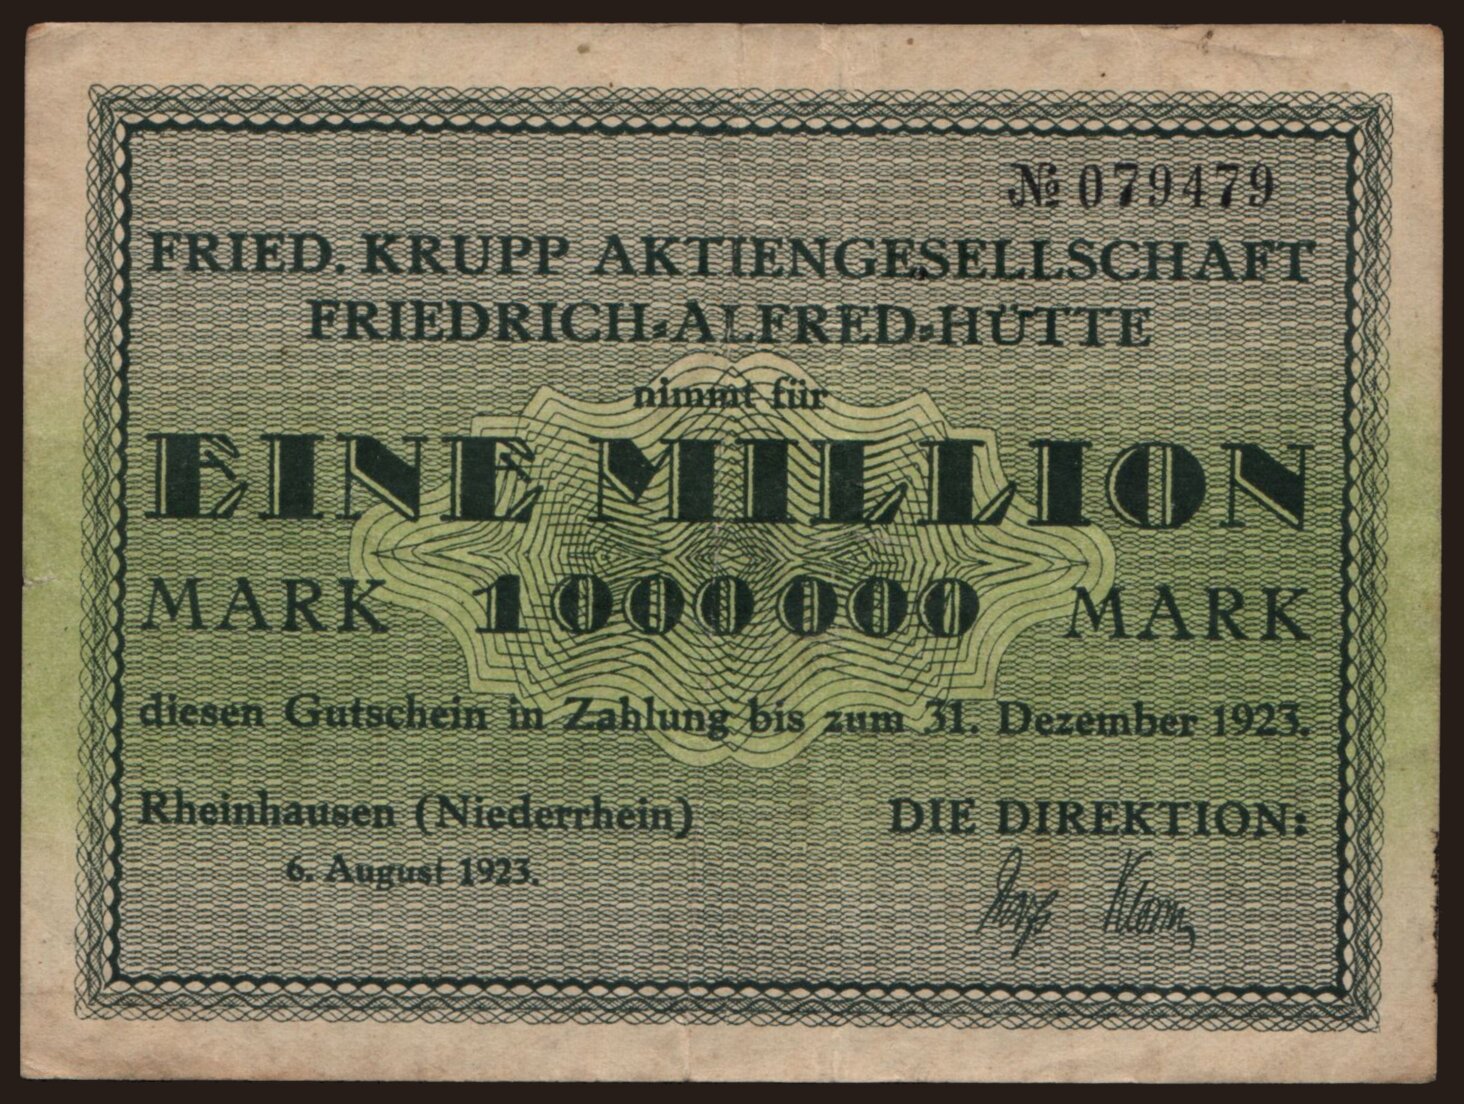 № 079479
FRIED. KRUPP AKTIENGESELLSCHAFT
FRIEDRICH-ALFRED-HÜTTE
nimmt für
EINE MILLION
MARK 1000000 MARK
diesen Gutschein in Zahlung bis zum 31. Dezember 1923.
Rheinhausen (Niederrhein)
6. August 1923.
DIE DIREKTION: